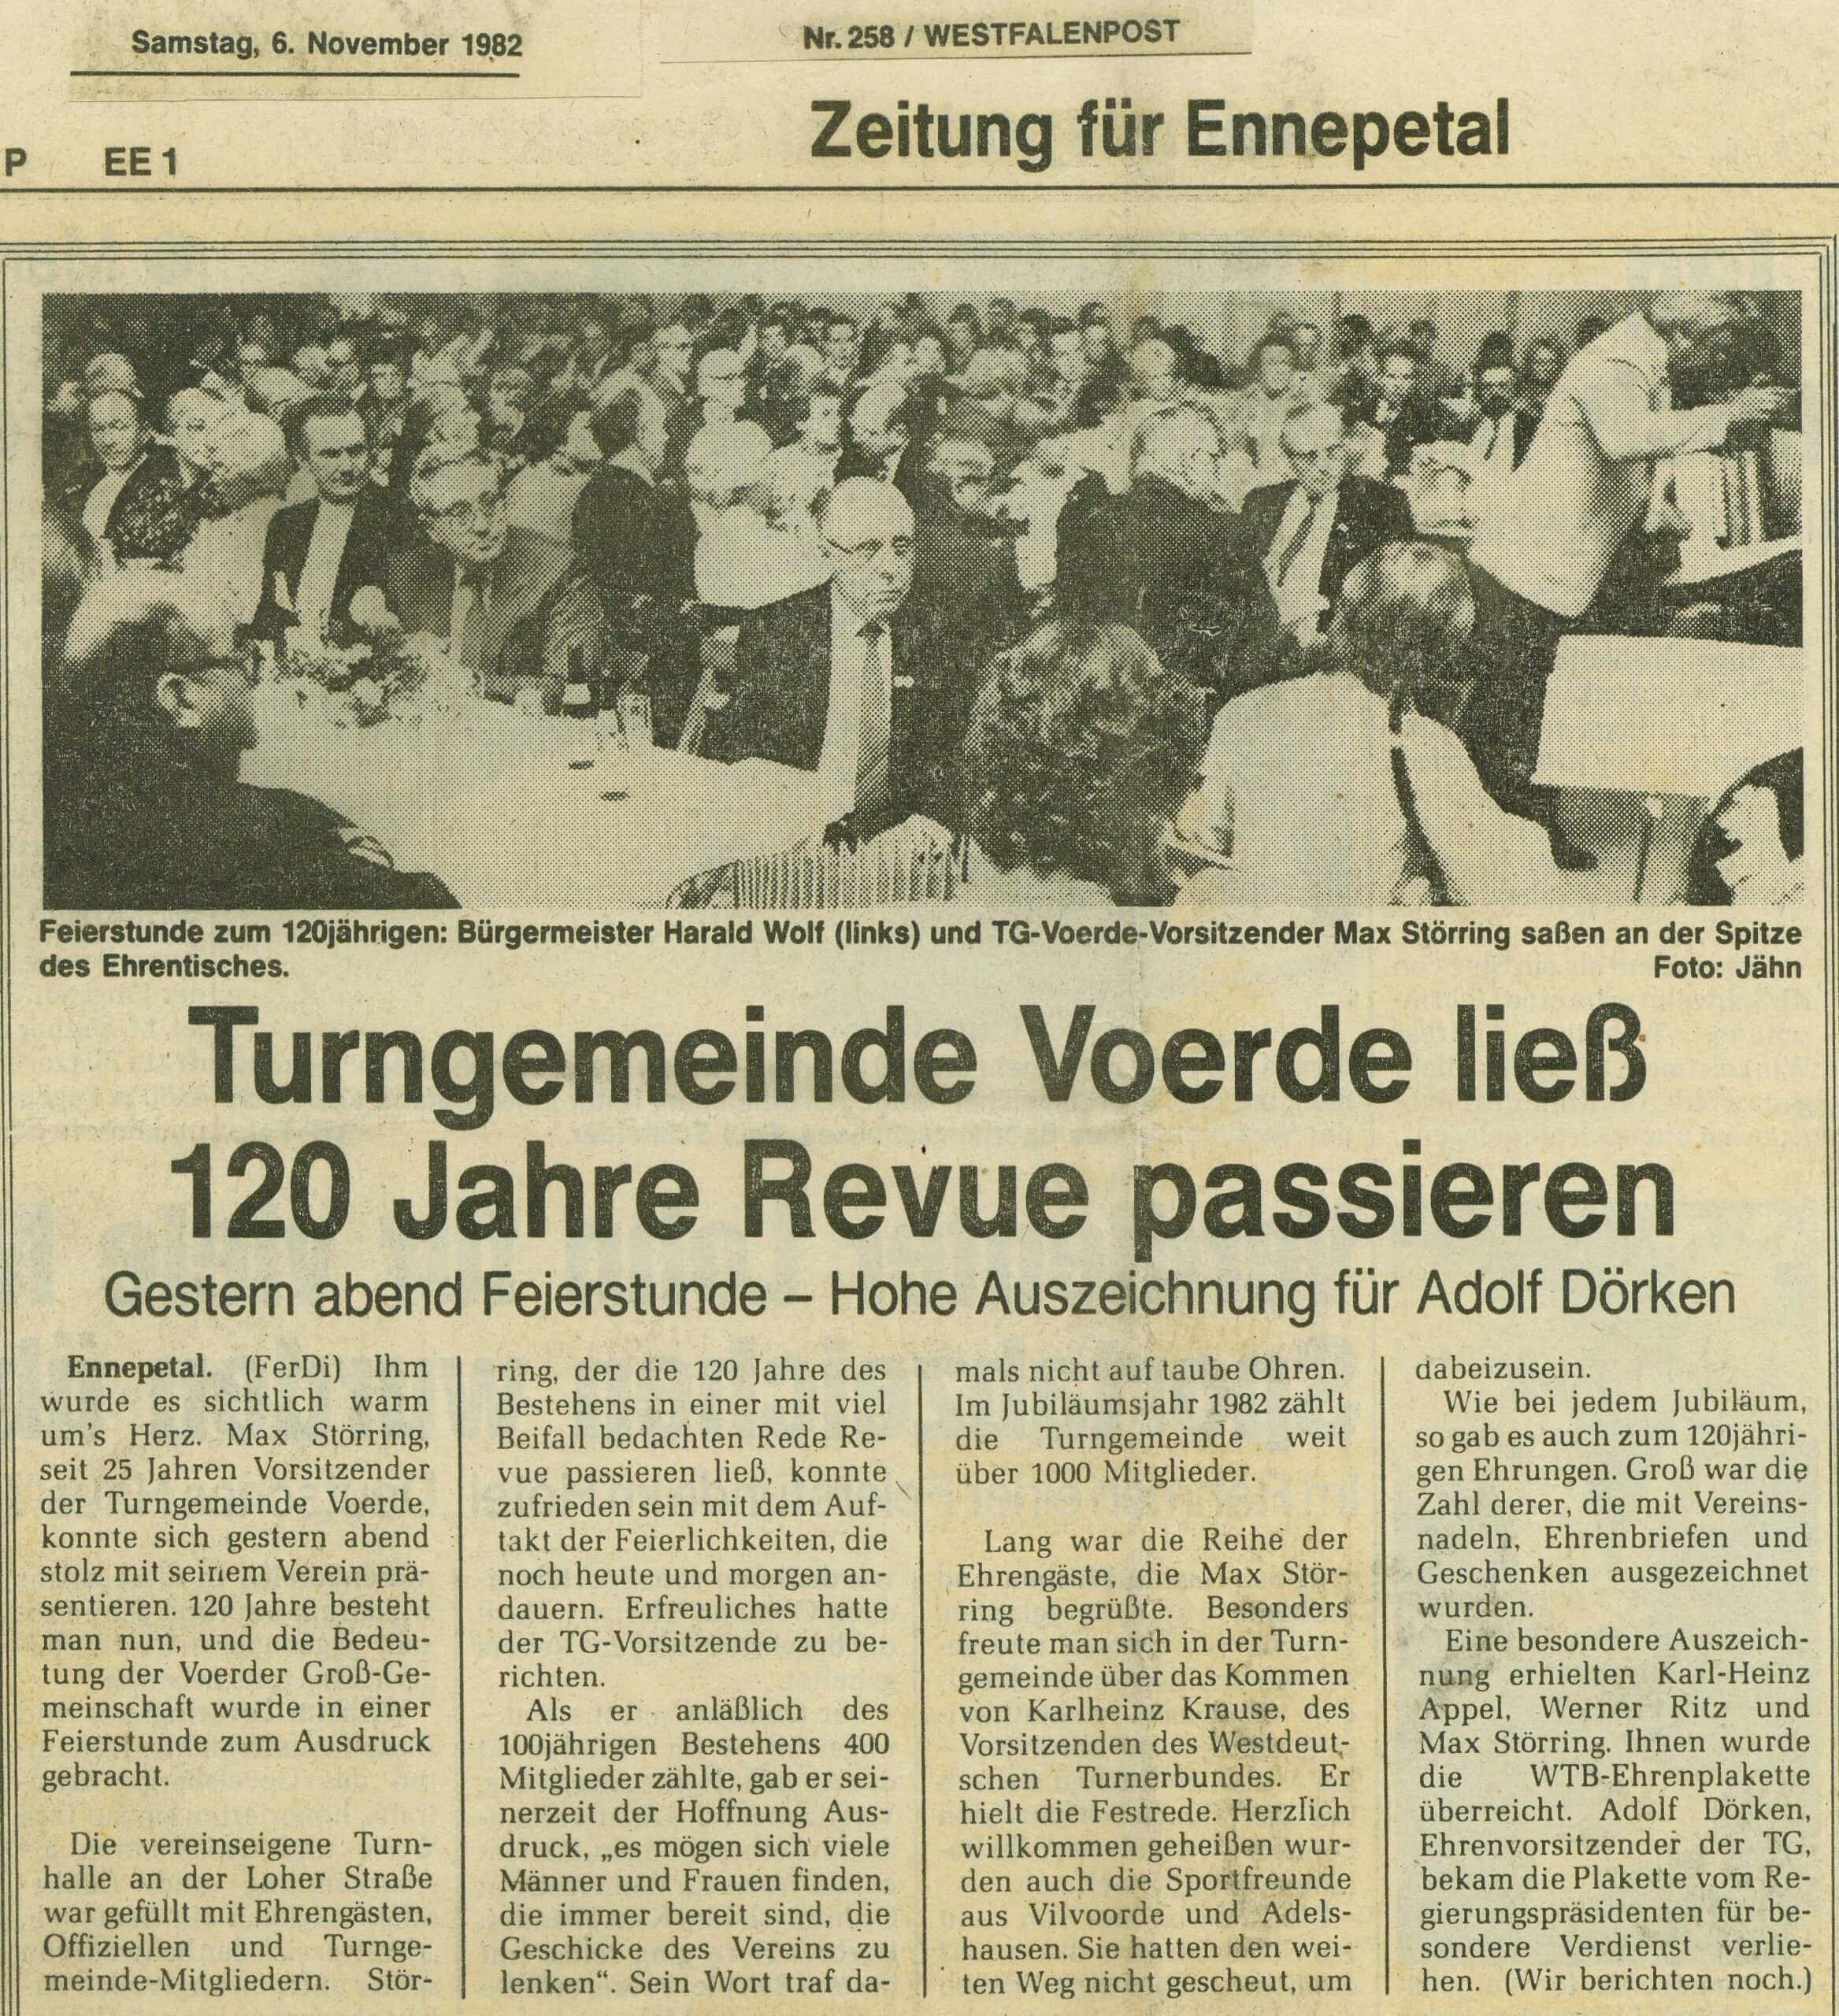 Samstag, 6. November 1982
Nr. 258 / WESTFALENPOST
Zeitung für Ennepetal
P EE 1
Feierstunde zum 120jährigen: Bürgermeister Harald Wolf (links) und TG-Voerde-Vorsitzender Max Störring saßen an der Spitze
des Ehrentisches. Foto: Jähn
Turngemeinde Voerde ließ
120 Jahre Revue passieren
Gestern abend Feierstunde – Hohe Auszeichnung für Adolf Dörken
Ennepetal. (FerDi) Ihm
wurde es sichtlich warm
um's Herz. Max Störring,
seit 25 Jahren Vorsitzender
der Turngemeinde Voerde,
konnte sich gestern abend
stolz mit seinem Verein prä-
sentieren. 120 Jahre besteht
man nun, und die Bedeu-
tung der Voerder Groß-Ge-
meinschaft wurde in einer
Feierstunde zum Ausdruck
gebracht.
Die vereinseigene Turn-
halle an der Loher Straße
war gefüllt mit Ehrengästen,
Offiziellen und Turnge-
meinde-Mitgliedern. Stör-
ring, der die 120 Jahre des
Bestehens in einer mit viel
Beifall bedachten Rede Re-
vue passieren ließ, konnte
zufrieden sein mit dem Auf-
takt der Feierlichkeiten, die
noch heute und morgen an-
dauern. Erfreuliches hatte
der TG-Vorsitzende zu be-
richten.
Als er anläßlich des
100jährigen Bestehens 400
Mitglieder zählte, gab er sei-
nerzeit der Hoffnung Aus-
druck, „es mögen sich viele
Männer und Frauen finden,
die immer bereit sind, die
Geschicke des Vereins zu
lenken“. Sein Wort traf da-
mals nicht auf taube Ohren.
Im Jubiläumsjahr 1982 zählt
die Turngemeinde weit
über 1000 Mitglieder.
Lang war die Reihe der
Ehrengäste, die Max Stör-
ring begrüßte. Besonders
freute man sich in der Turn-
gemeinde über das Kommen
von Karlheinz Krause, des
Vorsitzenden des Westdeut-
schen Turnerbundes. Er
hielt die Festrede. Herzlich
willkommen geheißen wur-
den auch die Sportfreunde
aus Vilvoorde und Adels-
hausen. Sie hatten den wei-
ten Weg nicht gescheut, um
dabeizusein.
Wie bei jedem Jubiläum,
so gab es auch zum 120jähri-
gen Ehrungen. Groß war die
Zahl derer, die mit Vereins-
nadeln, Ehrenbriefen und
Geschenken ausgezeichnet
wurden.
Eine besondere Auszeich-
nung erhielten Karl-Heinz
Appel, Werner Ritz und
Max Störring. Ihnen wurde
die WTB-Ehrenplakette
überreicht. Adolf Dörken,
Ehrenvorsitzender der TG,
bekam die Plakette vom Re-
gierungspräsidenten für be-
sondere Verdienst verlie-
hen. (Wir berichten noch.)